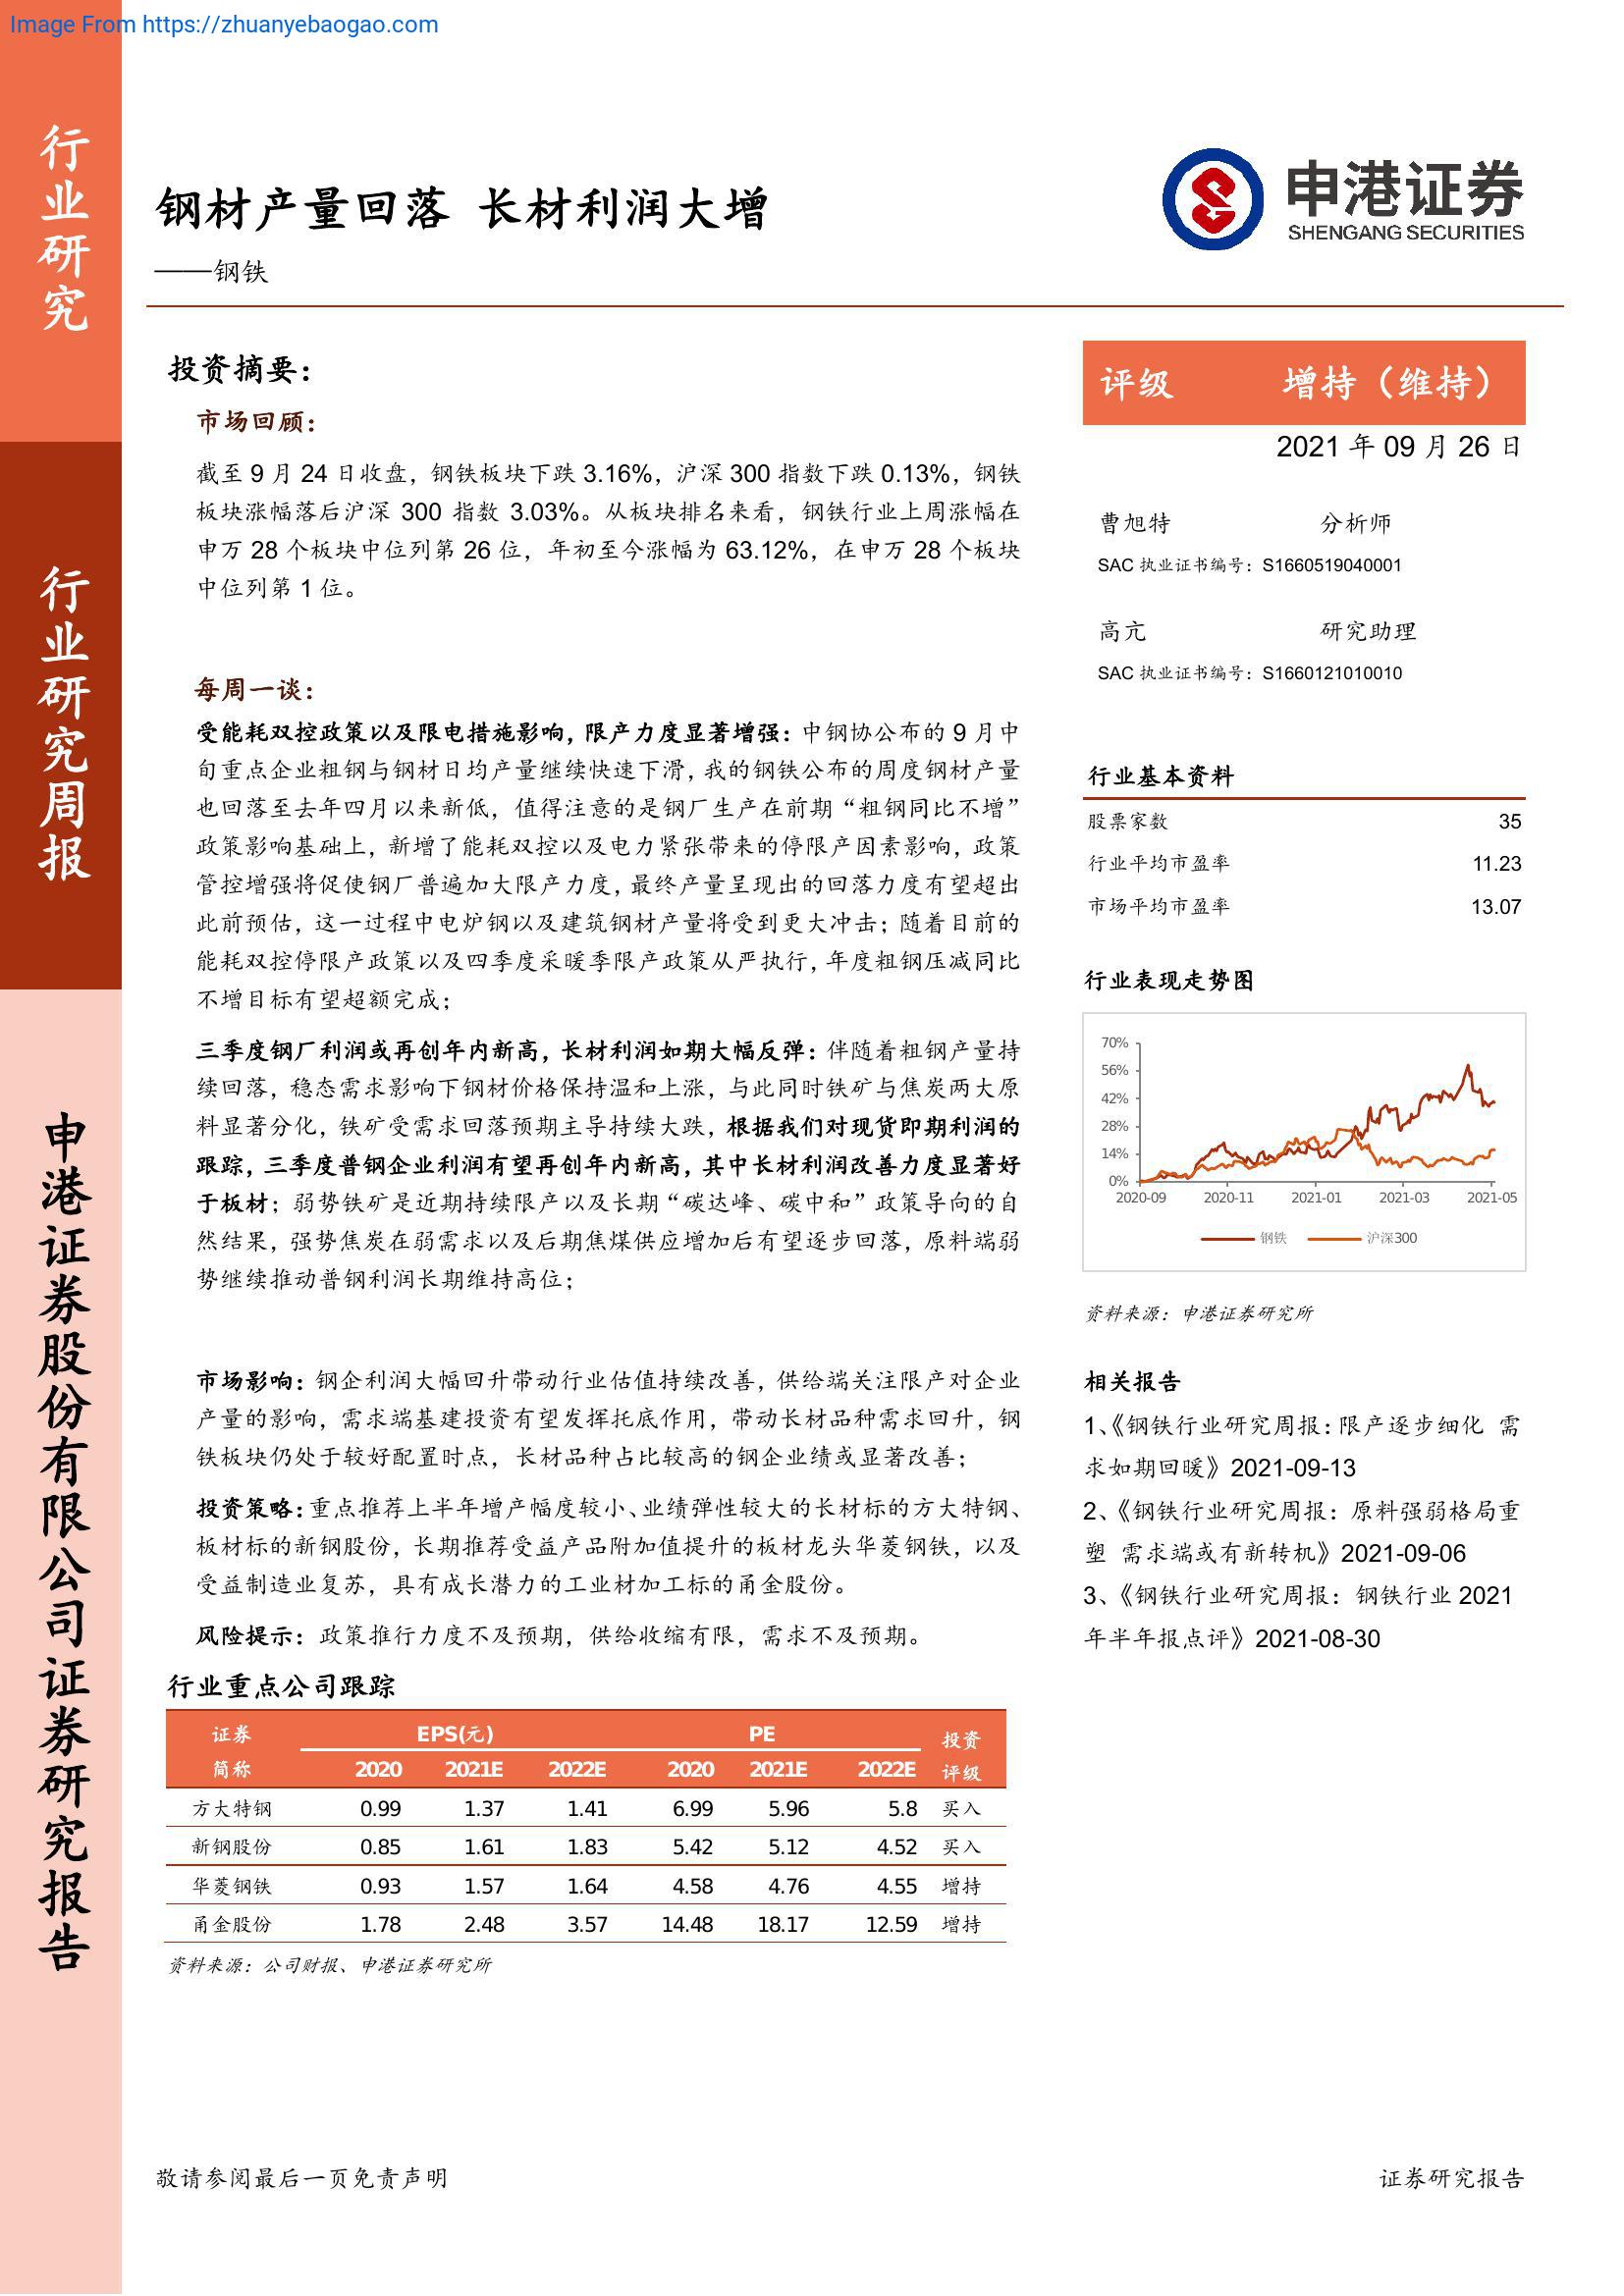 Image From https://zhuanyebaogao.com
行业研究
行业研究周报
申港证券股份有限公司证券研究报告
钢材产量回落 长材利润大增
——钢铁
申港证券
SHENGANG SECURITIES
投资摘要：
市场回顾：
截至 9 月 24 日收盘，钢铁板块下跌 3.16%，沪深 300 指数下跌 0.13%，钢铁
板块涨幅落后沪深 300 指数 3.03%。从板块排名来看，钢铁行业上周涨幅在
申万 28 个板块中位列第 26 位，年初至今涨幅为 63.12%，在申万 28 个板块
中位列第 1 位。
每周一谈：
受能耗双控政策以及限电措施影响，限产力度显著增强：中钢协公布的 9 月中
旬重点企业粗钢与钢材日均产量继续快速下滑，我的钢铁公布的周度钢材产量
也回落至去年四月以来新低，值得注意的是钢厂生产在前期“粗钢同比不增”
政策影响基础上，新增了能耗双控以及电力紧张带来的停限产因素影响，政策
管控增强将促使钢厂普遍加大限产力度，最终产量呈现出的回落力度有望超出
此前预估，这一过程中电炉钢以及建筑钢材产量将受到更大冲击；随着目前的
能耗双控停限产政策以及四季度采暖季限产政策从严执行，年度粗钢压减同比
不增目标有望超额完成；
三季度钢厂利润或再创年内新高，长材利润如期大幅反弹：伴随着粗钢产量持
续回落，稳态需求影响下钢材价格保持温和上涨，与此同时铁矿与焦炭两大原
料显著分化，铁矿受需求回落预期主导持续大跌，根据我们对现货即期利润的
跟踪，三季度普钢企业利润有望再创年内新高，其中长材利润改善力度显著好
于板材；弱势铁矿是近期持续限产以及长期“碳达峰、碳中和”政策导向的自
然结果，强势焦炭在弱需求以及后期焦煤供应增加后有望逐步回落，原料端弱
势继续推动普钢利润长期维持高位；
市场影响：钢企利润大幅回升带动行业估值持续改善，供给端关注限产对企业
产量的影响，需求端基建投资有望发挥托底作用，带动长材品种需求回升，钢
铁板块仍处于较好配置时点，长材品种占比较高的钢企业绩或显著改善；
投资策略：重点推荐上半年增产幅度较小、业绩弹性较大的长材标的方大特钢、
板材标的新钢股份，长期推荐受益产品附加值提升的板材龙头华菱钢铁，以及
受益制造业复苏，具有成长潜力的工业材加工标的甬金股份。
风险提示：政策推行力度不及预期，供给收缩有限，需求不及预期。
行业重点公司跟踪
证券 EPS(元) PE 投资
简称 2020 2021E 2022E 2020 2021E 2022E 评级
方大特钢 0.99 1.37 1.41 6.99 5.96 5.8 买入
新钢股份 0.85 1.61 1.83 5.42 5.12 4.52 买入
华菱钢铁 0.93 1.57 1.64 4.58 4.76 4.55 增持
甬金股份 1.78 2.48 3.57 14.48 18.17 12.59 增持
资料来源：公司财报、申港证券研究所
评级 增持（维持）
2021 年 09 月 26 日
曹旭特 分析师
SAC 执业证书编号：S1660519040001
高亢 研究助理
SAC 执业证书编号：S1660121010010
行业基本资料
股票家数 35
行业平均市盈率 11.23
市场平均市盈率 13.07
行业表现走势图
70%
56%
42%
28%
14%
0%
2020-09 2020-11 2021-01 2021-03 2021-05
钢铁 沪深300
资料来源：申港证券研究所
相关报告
1、《钢铁行业研究周报：限产逐步细化 需
求如期回暖》2021-09-13
2、《钢铁行业研究周报：原料强弱格局重
塑 需求端或有新转机》2021-09-06
3、《钢铁行业研究周报：钢铁行业 2021
年半年报点评》2021-08-30
敬请参阅最后一页免责声明
证券研究报告